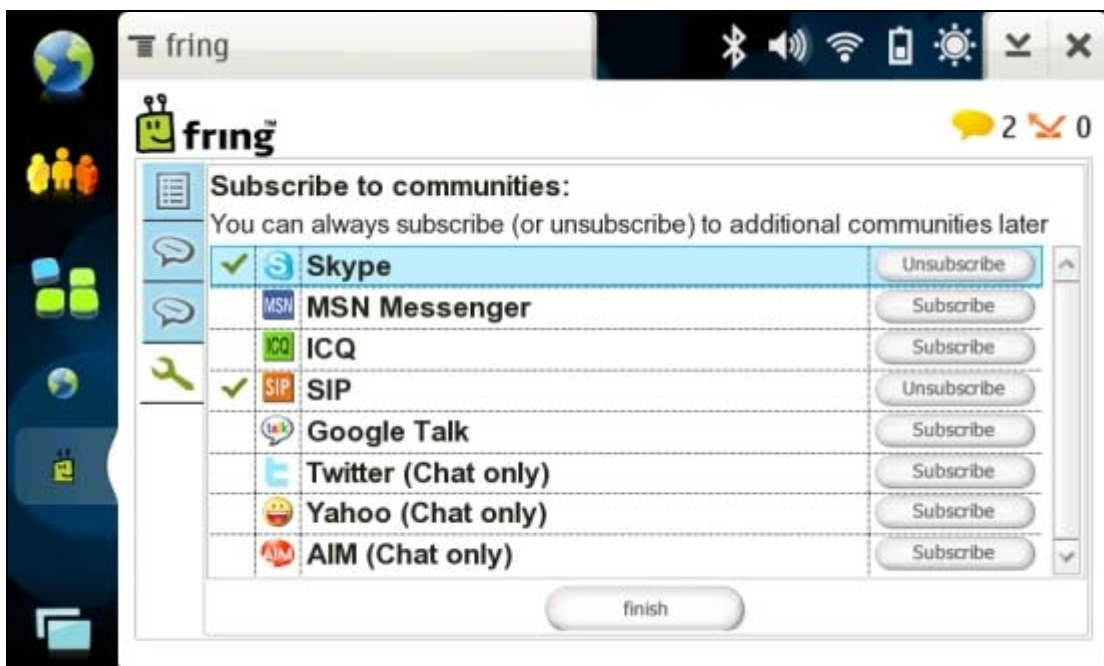 fring
fring™
2 0
Subscribe to communities:
You can always subscribe (or unsubscribe) to additional communities later
Skype Unsubscribe
MSN MSN Messenger Subscribe
ICQ ICQ Subscribe
SIP SIP Unsubscribe
talk Google Talk Subscribe
Twitter (Chat only) Subscribe
Yahoo (Chat only) Subscribe
AIM AIM (Chat only) Subscribe
finish